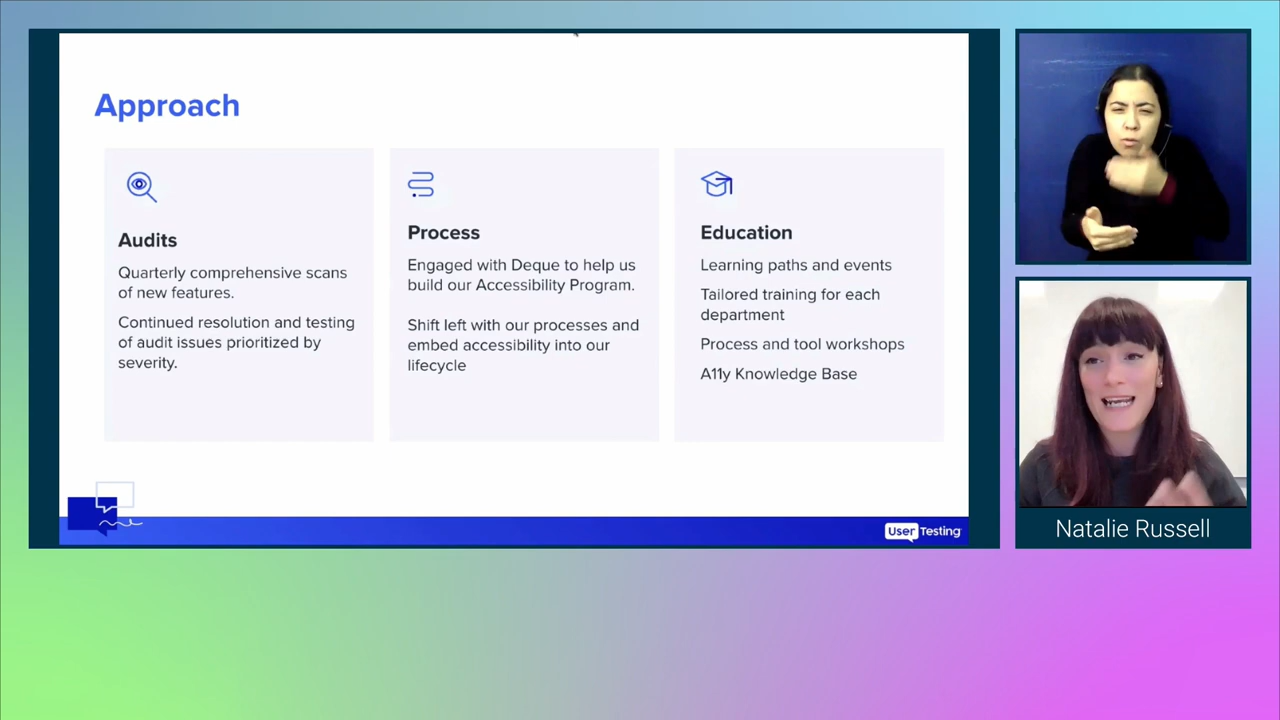 Approach
Audits
Quarterly comprehensive scans
of new features.
Continued resolution and testing
of audit issues prioritized by
severity.
Process
Engaged with Deque to help us
build our Accessibility Program.
Shift left with our processes and
embed accessibility into our
lifecycle
Education
Learning paths and events
Tailored training for each
department
Process and tool workshops
A11y Knowledge Base
UserTesting
Natalie Russell